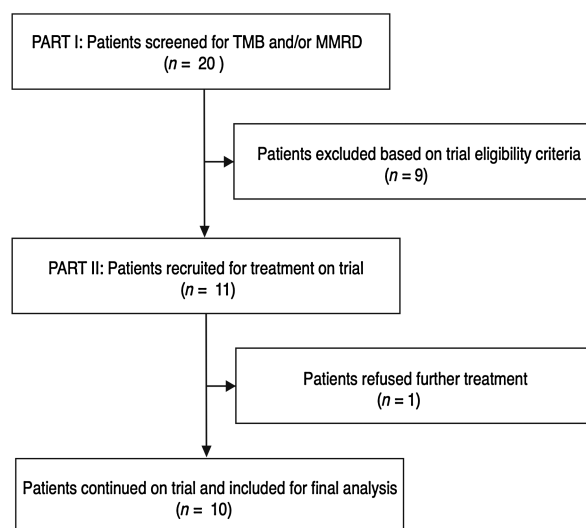 PART I: Patients screened for TMB and/or MMRD
(n = 20 )
Patients excluded based on trial eligibility criteria
(n = 9)
PART II: Patients recruited for treatment on trial
(n = 11)
Patients refused further treatment
(n = 1)
Patients continued on trial and included for final analysis
(n = 10)